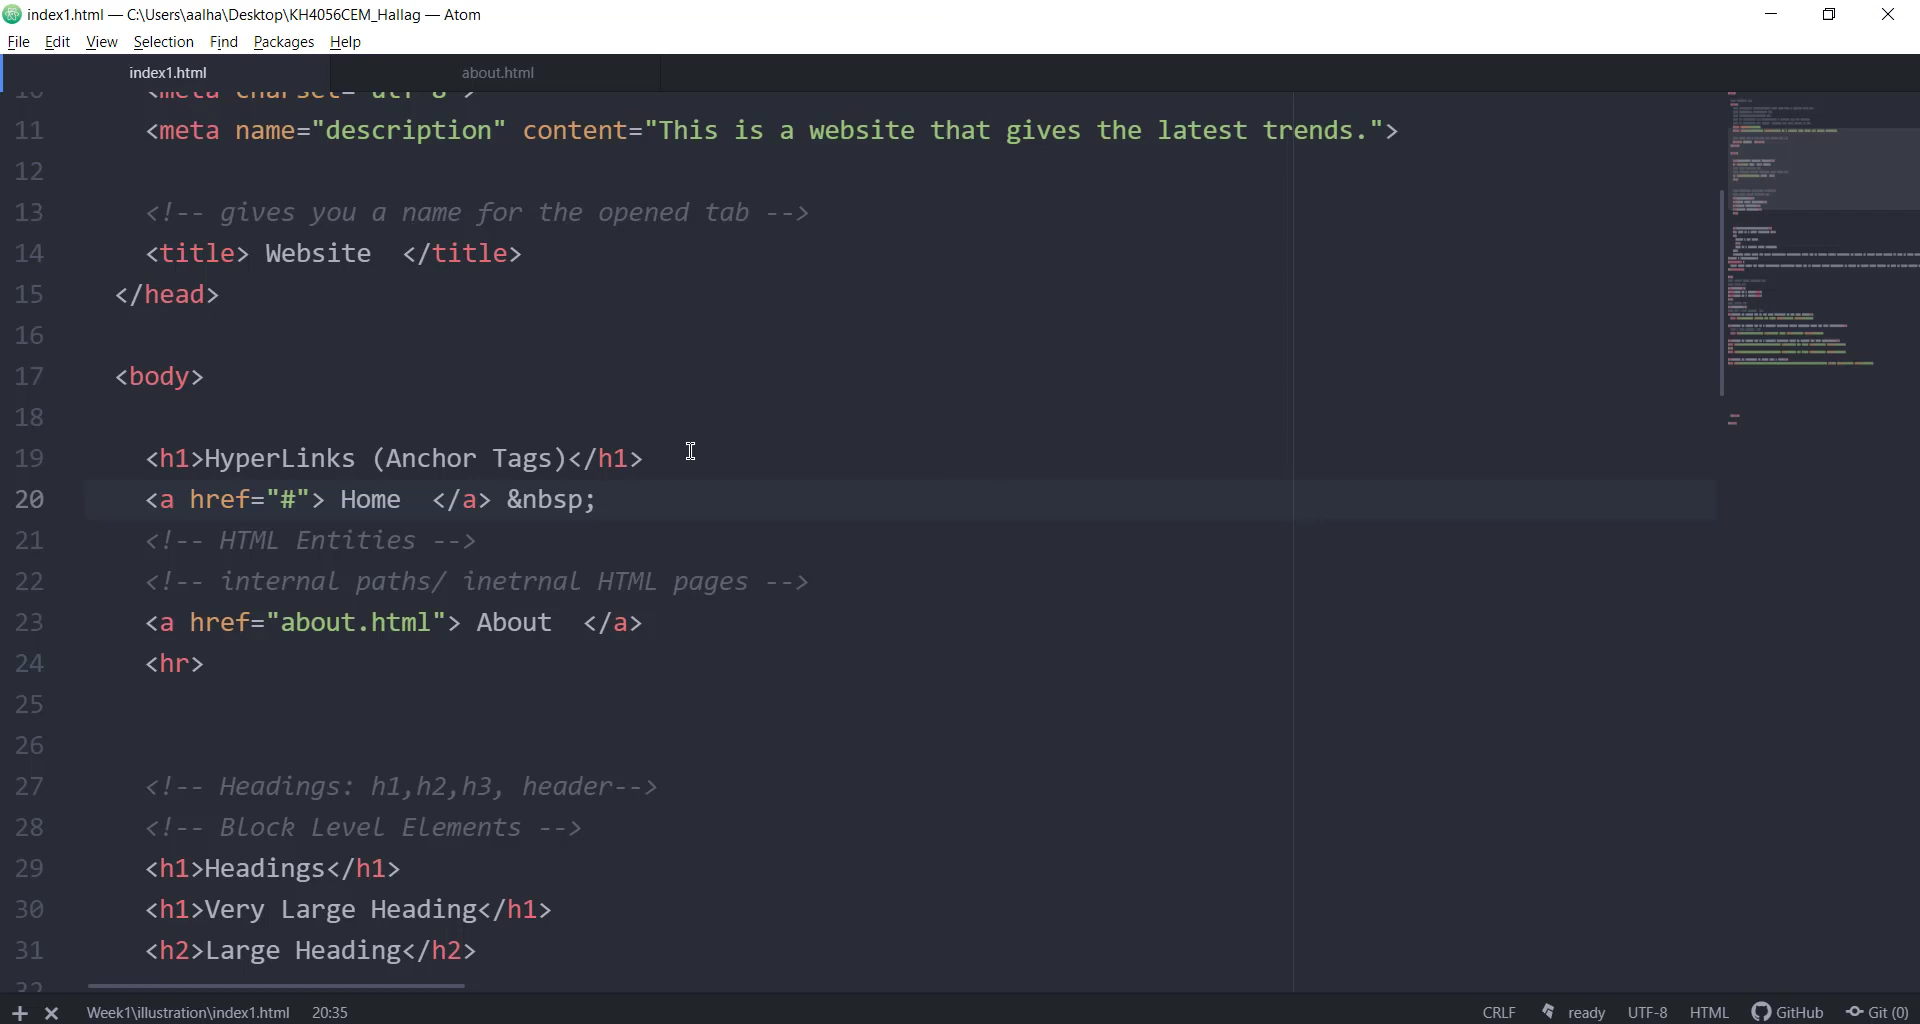 index1.html — C:\Users\aalha\Desktop\KH4056CEM_Hallag — Atom
File Edit View Selection Find Packages Help
index1.html about.html
10 <meta charset="utf-8">
11 <meta name="description" content="This is a website that gives the latest trends.">
12
13 <!-- gives you a name for the opened tab -->
14 <title> Website  </title>
15 </head>
16
17 <body>
18
19 <h1>HyperLinks (Anchor Tags)</h1>
20 <a href="#"> Home  </a> &nbsp;
21 <!-- HTML Entities -->
22 <!-- internal paths/ inetrnal HTML pages -->
23 <a href="about.html"> About  </a>
24 <hr>
25
26
27 <!-- Headings: h1,h2,h3, header-->
28 <!-- Block Level Elements -->
29 <h1>Headings</h1>
30 <h1>Very Large Heading</h1>
31 <h2>Large Heading</h2>
32
Week1\illustration\index1.html 20:35 CRLF ready UTF-8 HTML GitHub Git (0)